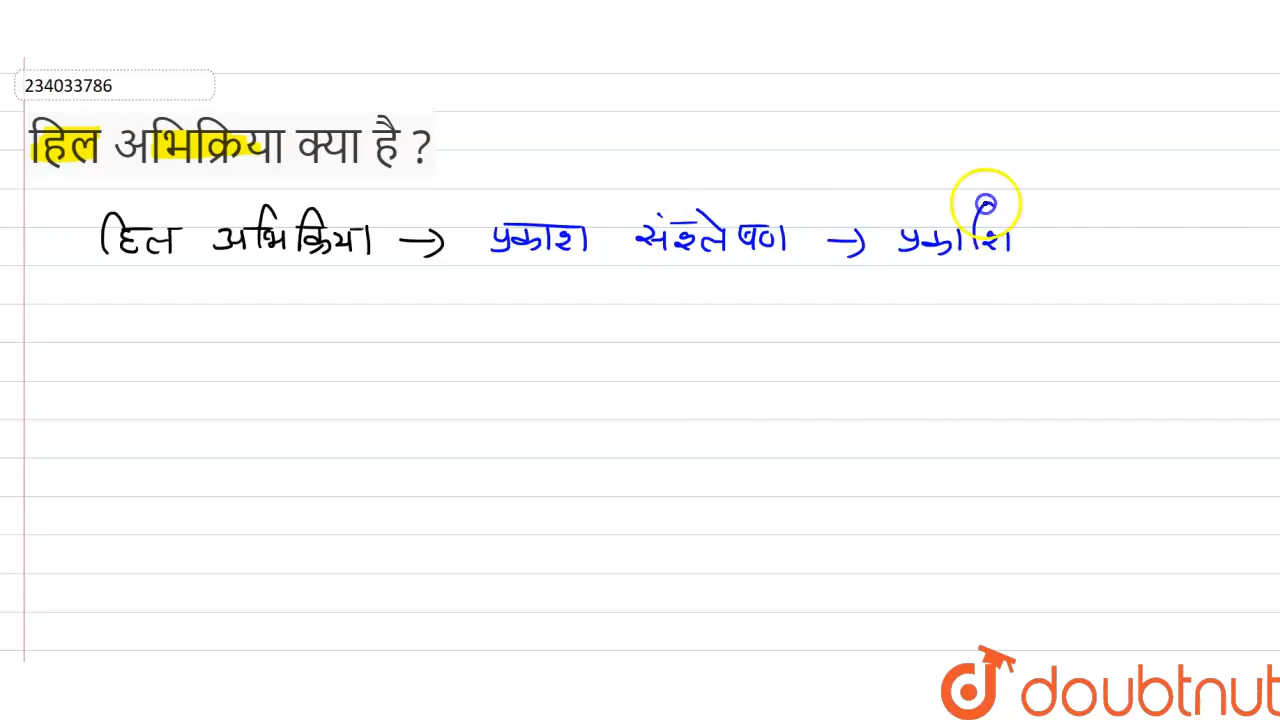 234033786
हिल अभिक्रिया क्या है ?
हिल अभिक्रिया → प्रकाश संश्लेषण → प्रकाशि
doubtnut